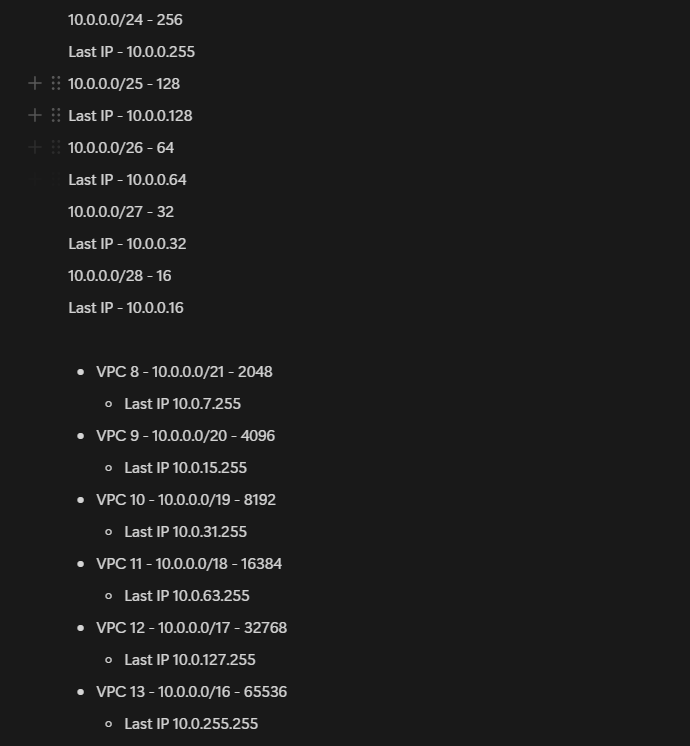 10.0.0.0/24 - 256
Last IP - 10.0.0.255
10.0.0.0/25 - 128
Last IP - 10.0.0.128
10.0.0.0/26 - 64
Last IP - 10.0.0.64
10.0.0.0/27 - 32
Last IP - 10.0.0.32
10.0.0.0/28 - 16
Last IP - 10.0.0.16
VPC 8 - 10.0.0.0/21 - 2048
Last IP 10.0.7.255
VPC 9 - 10.0.0.0/20 - 4096
Last IP 10.0.15.255
VPC 10 - 10.0.0.0/19 - 8192
Last IP 10.0.31.255
VPC 11 - 10.0.0.0/18 - 16384
Last IP 10.0.63.255
VPC 12 - 10.0.0.0/17 - 32768
Last IP 10.0.127.255
VPC 13 - 10.0.0.0/16 - 65536
Last IP 10.0.255.255